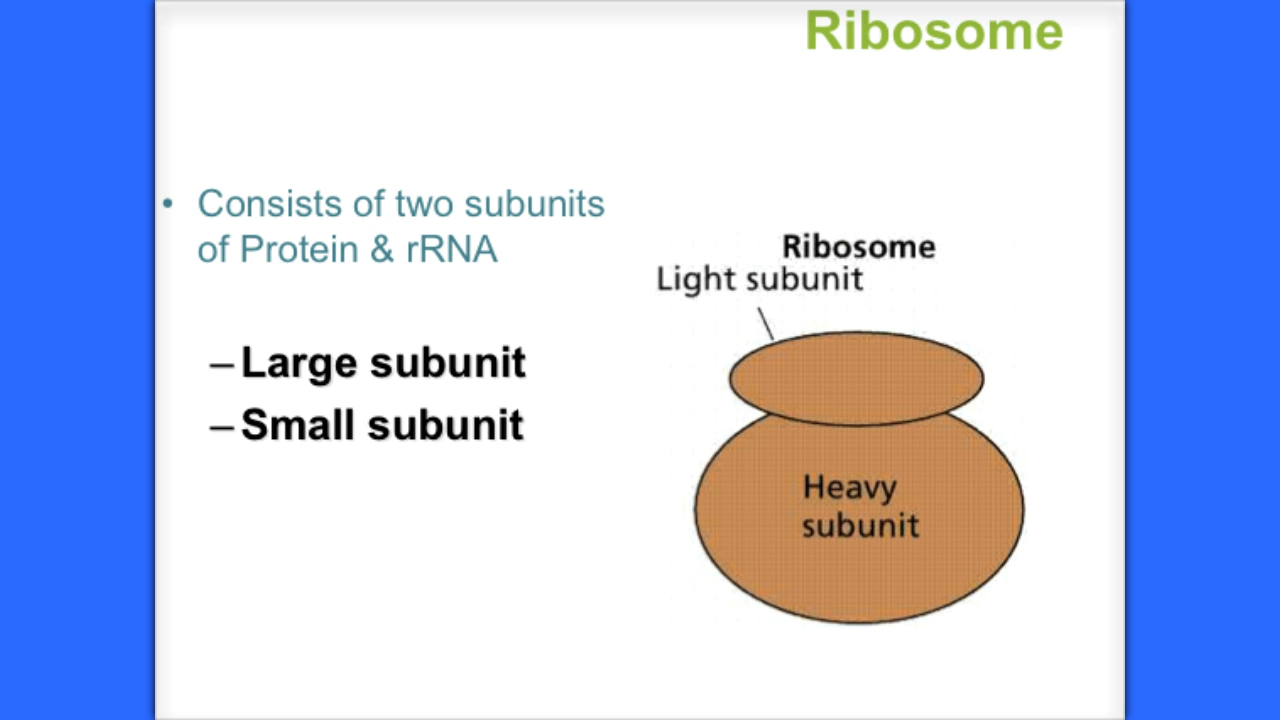 Ribosome
• Consists of two subunits
of Protein & rRNA
– Large subunit
– Small subunit
Ribosome
Light subunit
Heavy
subunit